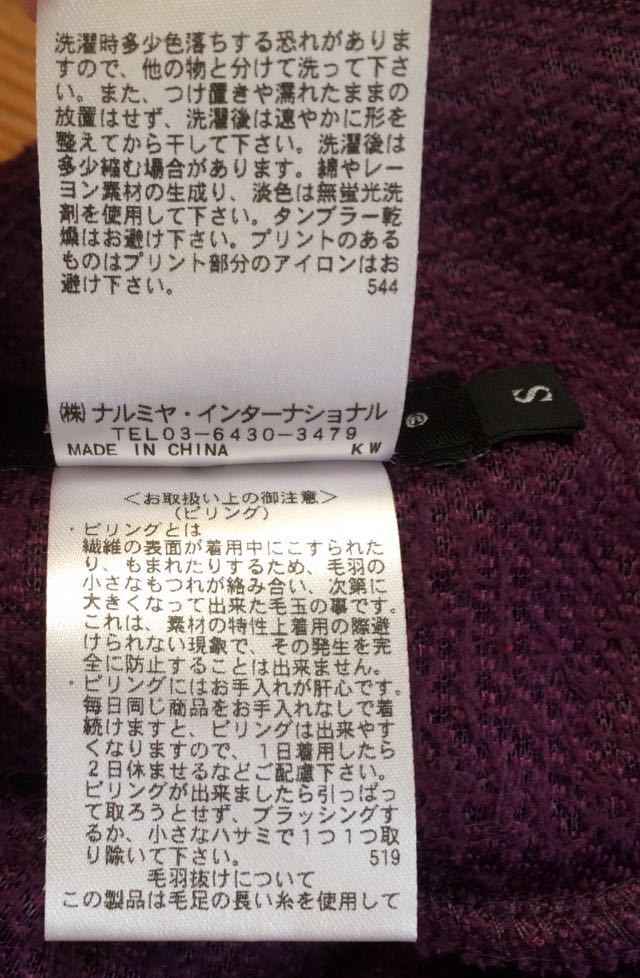 洗濯時多少色落ちする恐れがありま
すので、他の物と分けて洗って下さ
い。また、つけ置きや濡れたままの
放置はせず、洗濯後は速やかに形を
整えてから干して下さい。洗濯後は
多少縮む場合があります。綿やレー
ヨン素材の生成り、淡色は無蛍光洗
剤を使用して下さい。タンブラー乾
燥はお避け下さい。プリントのある
ものはプリント部分のアイロンはお
避け下さい。 544
㈱ナルミヤ・インターナショナル
TEL03-6430-3479
MADE IN CHINA KW
®
S
<お取扱い上の御注意>
(ピリング)
・ピリングとは
繊維の表面が着用中にこすられた
り、もまれたりするため、毛羽の
小さなもつれが絡み合い、次第に
大きくなって出来た毛玉の事です。
これは、素材の特性上着用の際避
けられない現象で、その発生を完
全に防止することは出来ません。
・ピリングにはお手入れが肝心です。
毎日同じ商品をお手入れなしで着
続けますと、ピリングは出来やす
くなりますので、1日着用したら
2日休ませるなどご配慮下さい。
ピリングが出来ましたら引っぱっ
て取ろうとせず、ブラッシングす
るか、小さなハサミで1つ1つ取
り除いて下さい。 519
毛羽抜けについて
この製品は毛足の長い糸を使用して